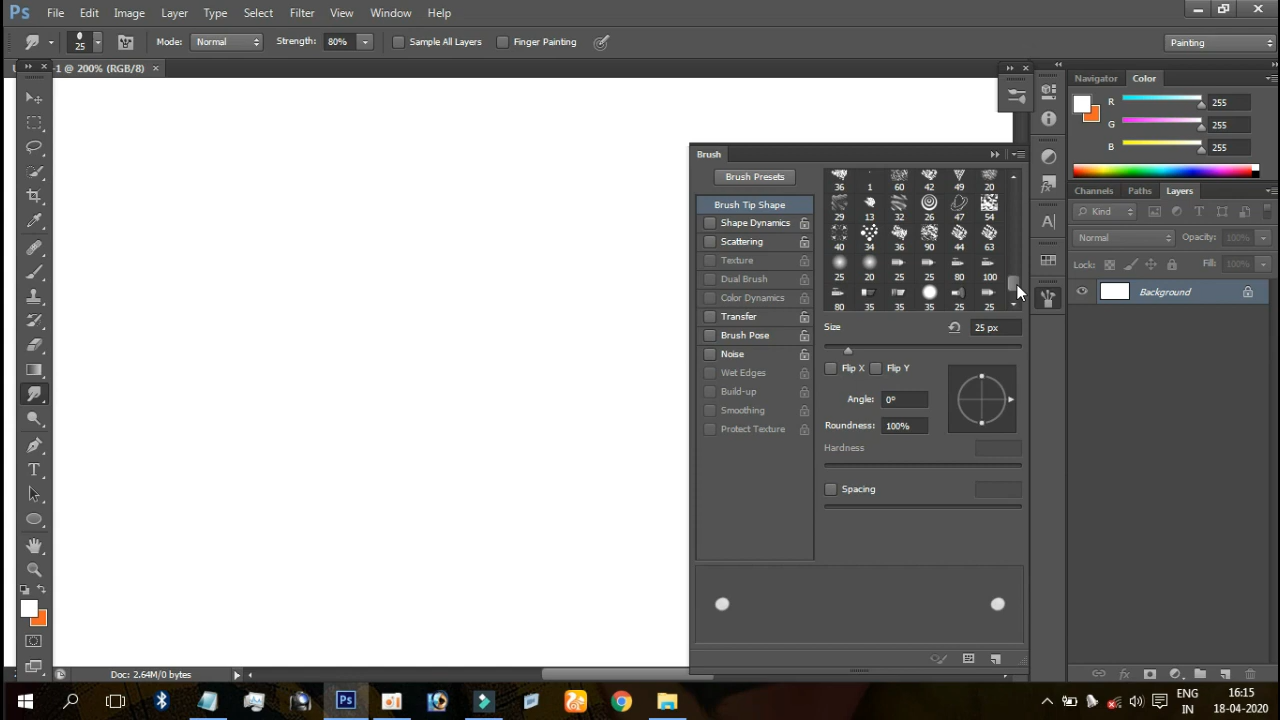 Ps File Edit Image Layer Type Select Filter View Window Help
25 Mode: Normal Strength: 80% Sample All Layers Finger Painting Painting
-1 @ 200% (RGB/8) ×
Navigator Color
R 255
G 255
B 255
Brush
Brush Presets
Brush Tip Shape
Shape Dynamics
Scattering
Texture
Dual Brush
Color Dynamics
Transfer
Brush Pose
Noise
Wet Edges
Build-up
Smoothing
Protect Texture
36 1 60 42 49 20
29 13 32 26 47 54
40 34 36 90 44 63
25 20 25 25 80 100
80 35 35 35 25 25
Size 25 px
Flip X Flip Y
Angle: 0°
Roundness: 100%
Hardness
Spacing
Channels Paths Layers
Kind
Normal Opacity: 100%
Lock: Fill: 100%
Background
Doc: 2.64M/0 bytes
ENG
IN
16:15
18-04-2020